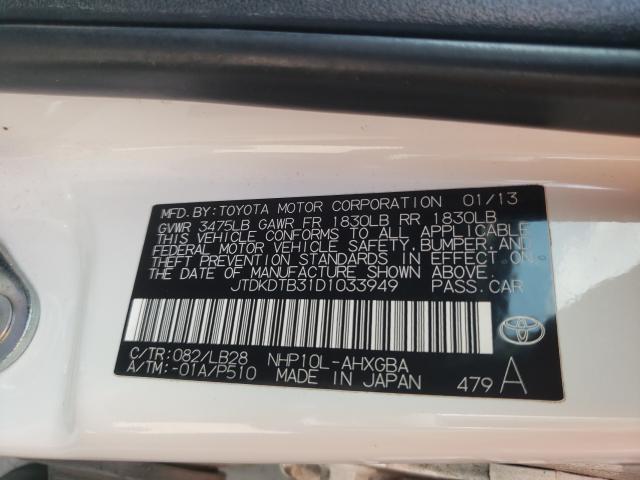 MFD. BY: TOYOTA MOTOR CORPORATION 01/13
GVWR 3475LB GAWR FR 1830LB RR 1830LB
THIS VEHICLE CONFORMS TO ALL APPLICABLE
FEDERAL MOTOR VEHICLE SAFETY, BUMPER, AND
THEFT PREVENTION STANDARDS IN EFFECT ON
THE DATE OF MANUFACTURE SHOWN ABOVE.
JTDKDTB31D1033949 PASS.CAR
C/TR: 082/LB28 NHP10L-AHXGBA
A/TM: -01A/P510 MADE IN JAPAN 479 A
TOYOTA